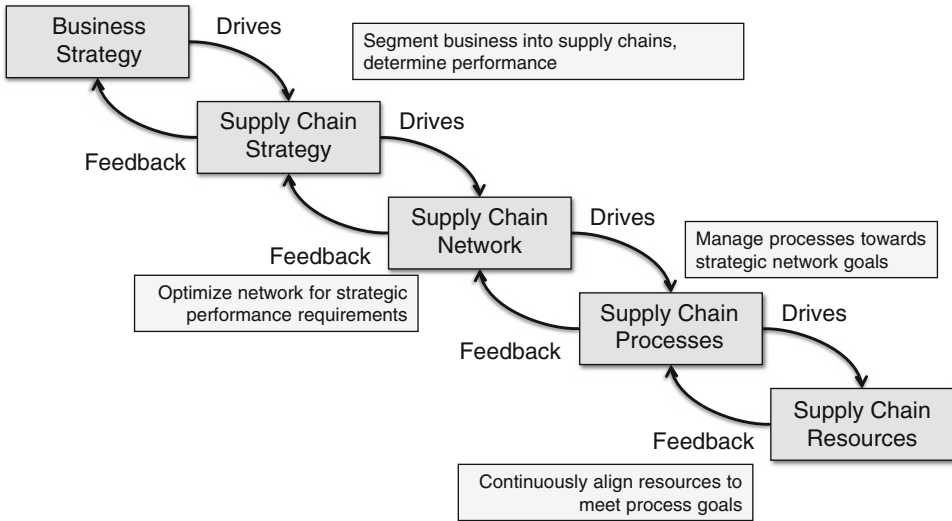 Business
Strategy
Drives
Segment business into supply chains,
determine performance
Supply Chain
Strategy
Drives
Feedback
Supply Chain
Network
Drives
Feedback
Manage processes towards
strategic network goals
Optimize network for strategic
performance requirements
Supply Chain
Processes
Drives
Feedback
Supply Chain
Resources
Feedback
Continuously align resources to
meet process goals